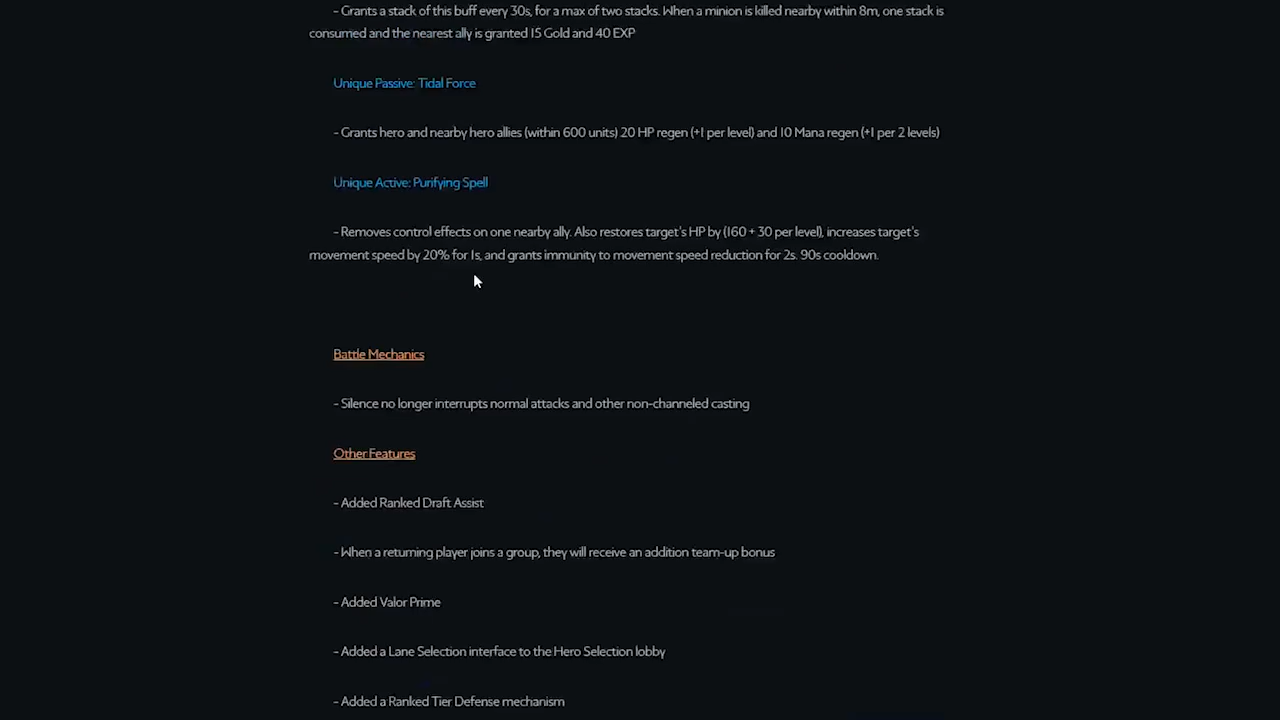 - Grants a stack of this buff every 30s, for a max of two stacks. When a minion is killed nearby within 8m, one stack is
consumed and the nearest ally is granted 15 Gold and 40 EXP
Unique Passive: Tidal Force
- Grants hero and nearby hero allies (within 600 units) 20 HP regen (+1 per level) and 10 Mana regen (+1 per 2 levels)
Unique Active: Purifying Spell
- Removes control effects on one nearby ally. Also restores target's HP by (160 + 30 per level), increases target's
movement speed by 20% for 1s, and grants immunity to movement speed reduction for 2s. 90s cooldown.
Battle Mechanics
- Silence no longer interrupts normal attacks and other non-channeled casting
Other Features
- Added Ranked Draft Assist
- When a returning player joins a group, they will receive an addition team-up bonus
- Added Valor Prime
- Added a Lane Selection interface to the Hero Selection lobby
- Added a Ranked Tier Defense mechanism